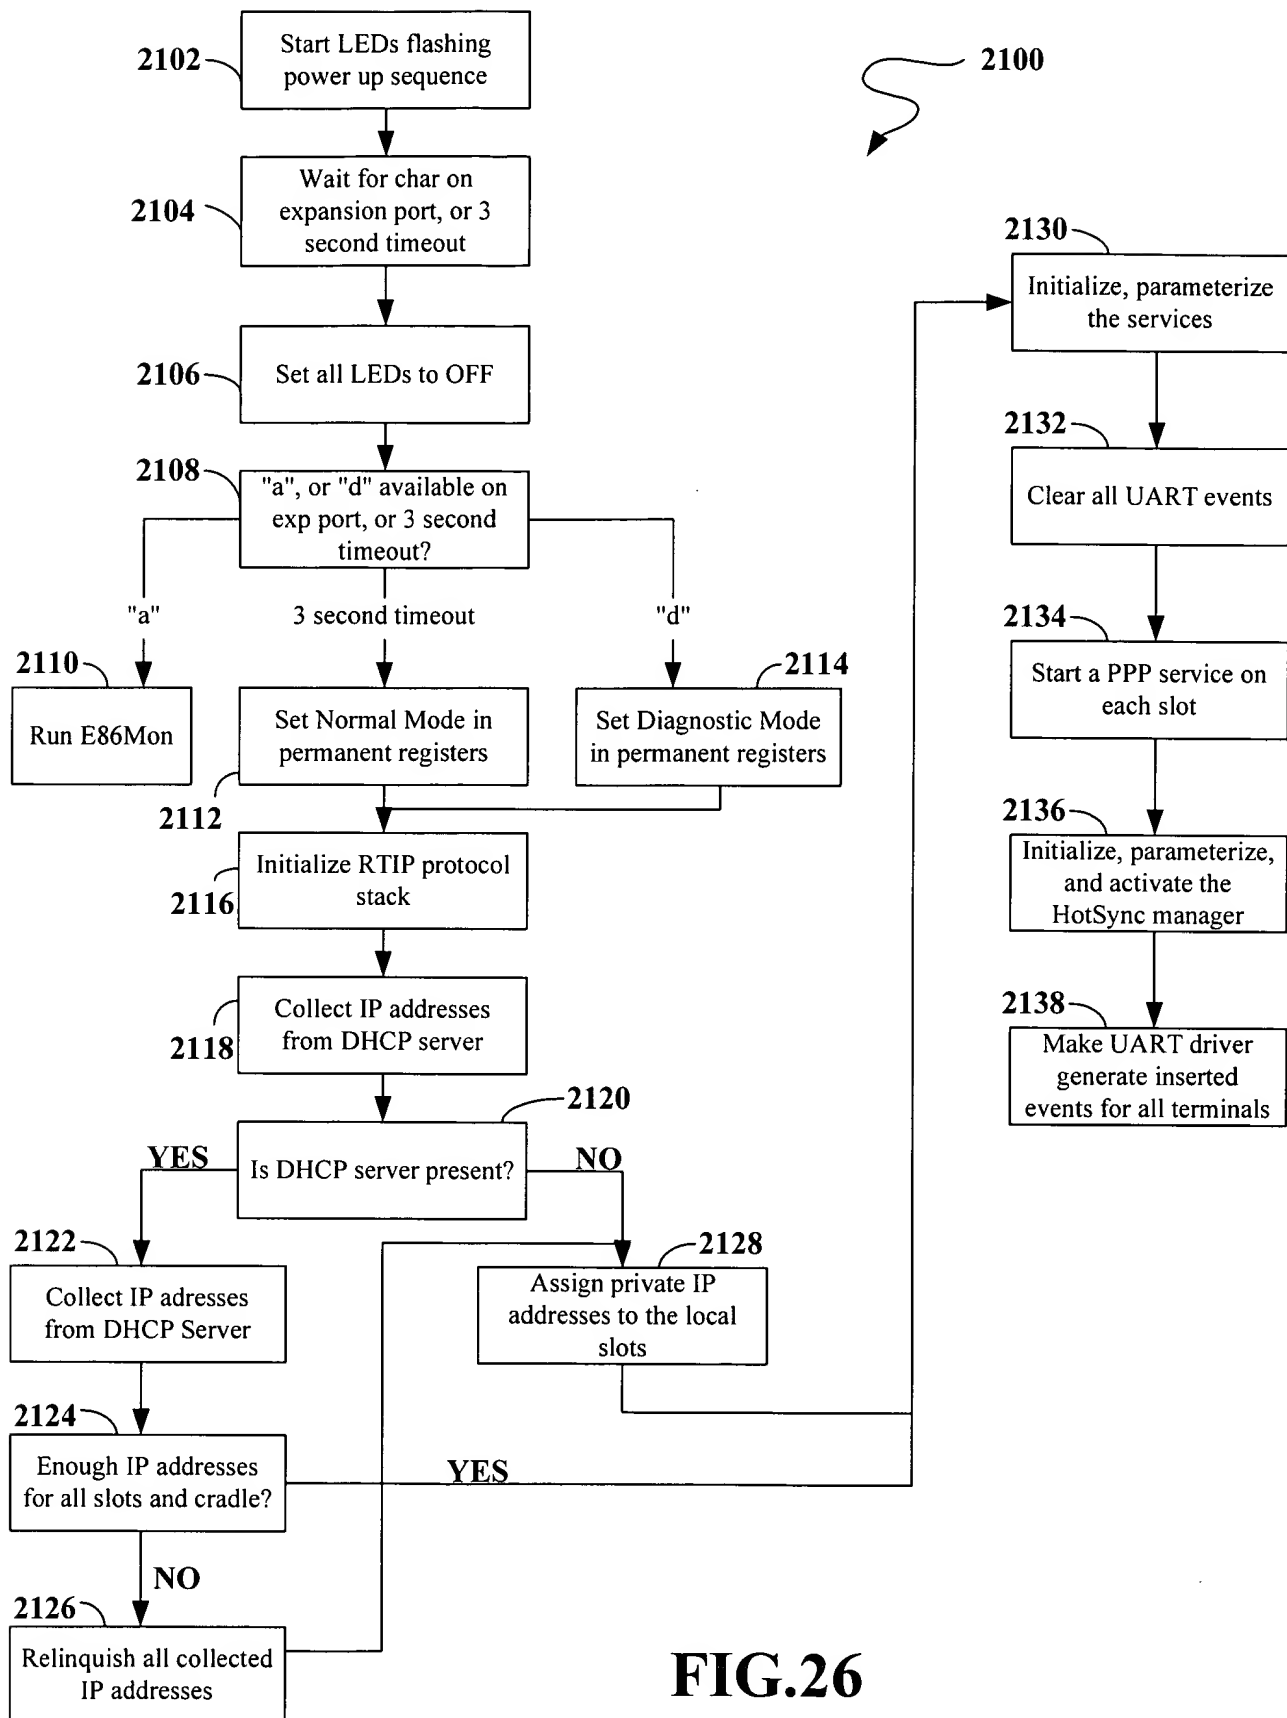 2102
Start LEDs flashing
power up sequence
2100
2104
Wait for char on
expansion port, or 3
second timeout
2106
Set all LEDs to OFF
2108
"a", or "d" available on
exp port, or 3 second
timeout?
"a"
3 second timeout
"d"
2110
Run E86Mon
2112
Set Normal Mode in
permanent registers
2114
Set Diagnostic Mode
in permanent registers
2116
Initialize RTIP protocol
stack
2118
Collect IP addresses
from DHCP server
2120
Is DHCP server present?
YES
NO
2122
Collect IP adresses
from DHCP Server
2124
Enough IP addresses
for all slots and cradle?
YES
NO
2126
Relinquish all collected
IP addresses
2128
Assign private IP
addresses to the local
slots
2130
Initialize, parameterize
the services
2132
Clear all UART events
2134
Start a PPP service on
each slot
2136
Initialize, parameterize,
and activate the
HotSync manager
2138
Make UART driver
generate inserted
events for all terminals
FIG.26